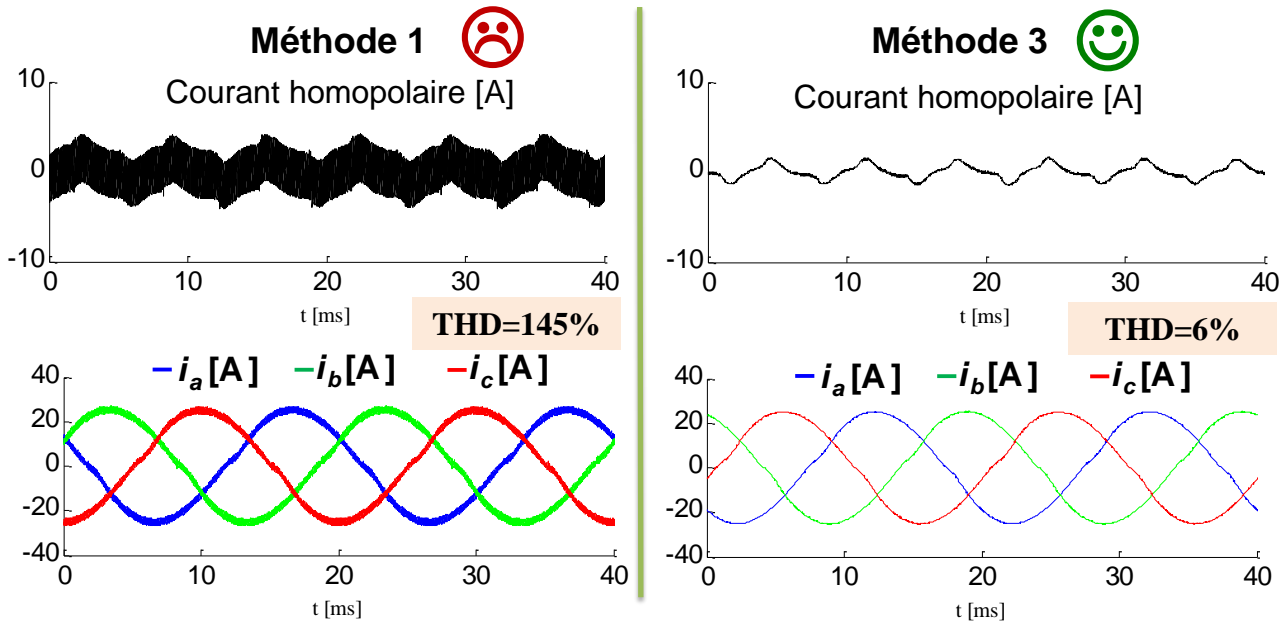 Méthode 1
Courant homopolaire [A]
10
0
-10
0
10
20
30
40
t [ms]
THD=145%
i_a[A]
i_b[A]
i_c[A]
40
20
0
-20
-40
0
10
20
30
40
t [ms]
Méthode 3
Courant homopolaire [A]
10
0
-10
0
10
20
30
40
t [ms]
THD=6%
i_a[A]
i_b[A]
i_c[A]
40
20
0
-20
-40
0
10
20
30
40
t [ms]